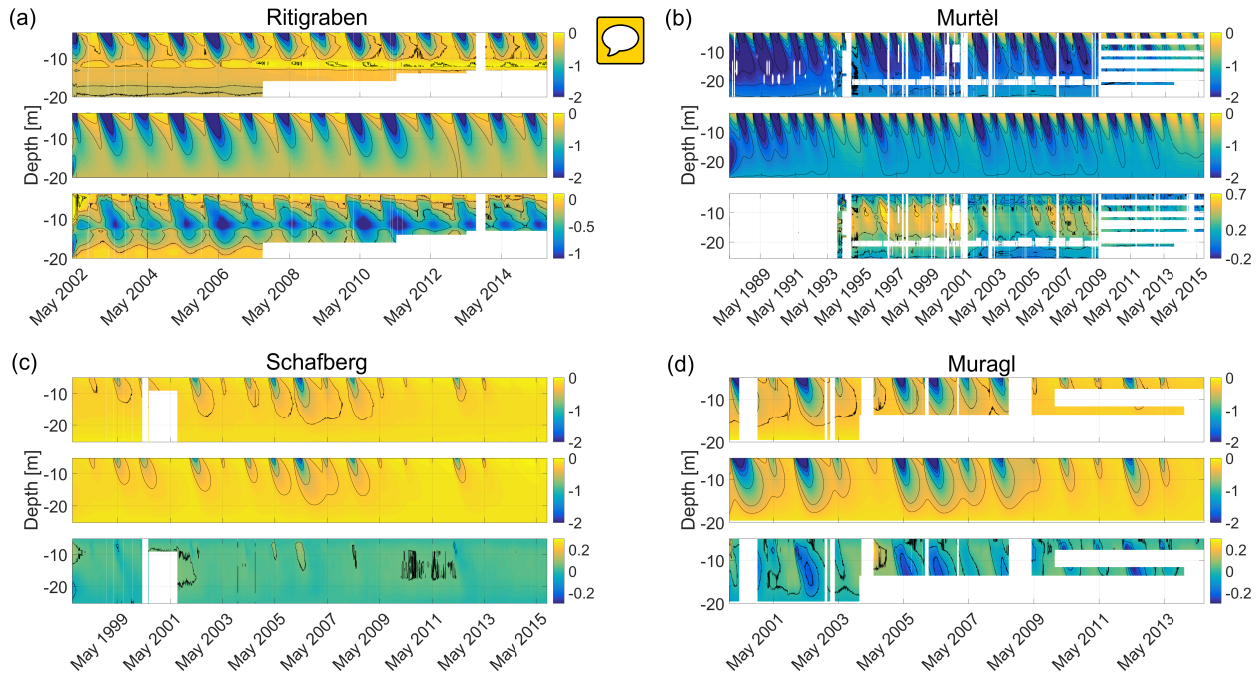 (a)
Ritigraben
-10
-20
0
-1
-2
Depth [m]
-10
-20
0
-1
-2
-10
-20
0
-0.5
-1
May 2002
May 2004
May 2006
May 2008
May 2010
May 2012
May 2014
(b)
Murtèl
-10
-20
0
-1
-2
Depth [m]
-10
-20
0
-1
-2
-10
-20
0.7
0.1
-0.2
May 1989
May 1991
May 1993
May 1995
May 1997
May 1999
May 2001
May 2003
May 2005
May 2007
May 2009
May 2011
May 2013
May 2015
(c)
Schafberg
-10
-20
0
-1
-2
Depth [m]
-10
-20
0
-1
-2
-10
-20
0.2
0
-0.2
May 1999
May 2001
May 2003
May 2005
May 2007
May 2009
May 2011
May 2013
May 2015
(d)
Muragl
-10
-20
0
-1
-2
Depth [m]
-10
-20
0
-1
-2
-10
-20
0.2
0
-0.2
May 2001
May 2003
May 2005
May 2007
May 2009
May 2011
May 2013